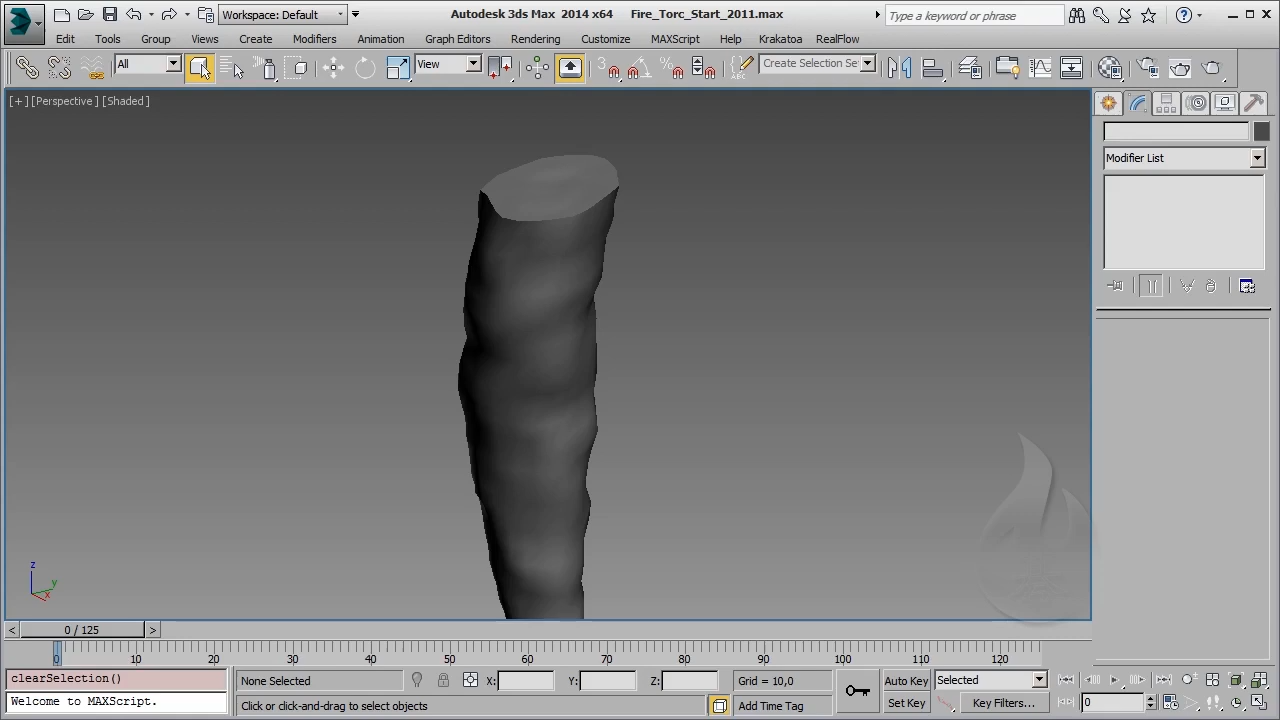 Workspace: Default
Autodesk 3ds Max 2014 x64 Fire_Torc_Start_2011.max
Type a keyword or phrase
Edit Tools Group Views Create Modifiers Animation Graph Editors Rendering Customize MAXScript Help Krakatoa RealFlow
All View 3 Create Selection Se
[+][Perspective][Shaded]
Modifier List
z
y
x
< 0 / 125 >
0 10 20 30 40 50 60 70 80 90 100 110 120
clearSelection() None Selected X: Y: Z: Grid = 10,0 Auto Key Selected
Welcome to MAXScript. Click or click-and-drag to select objects Add Time Tag Set Key Key Filters... 0